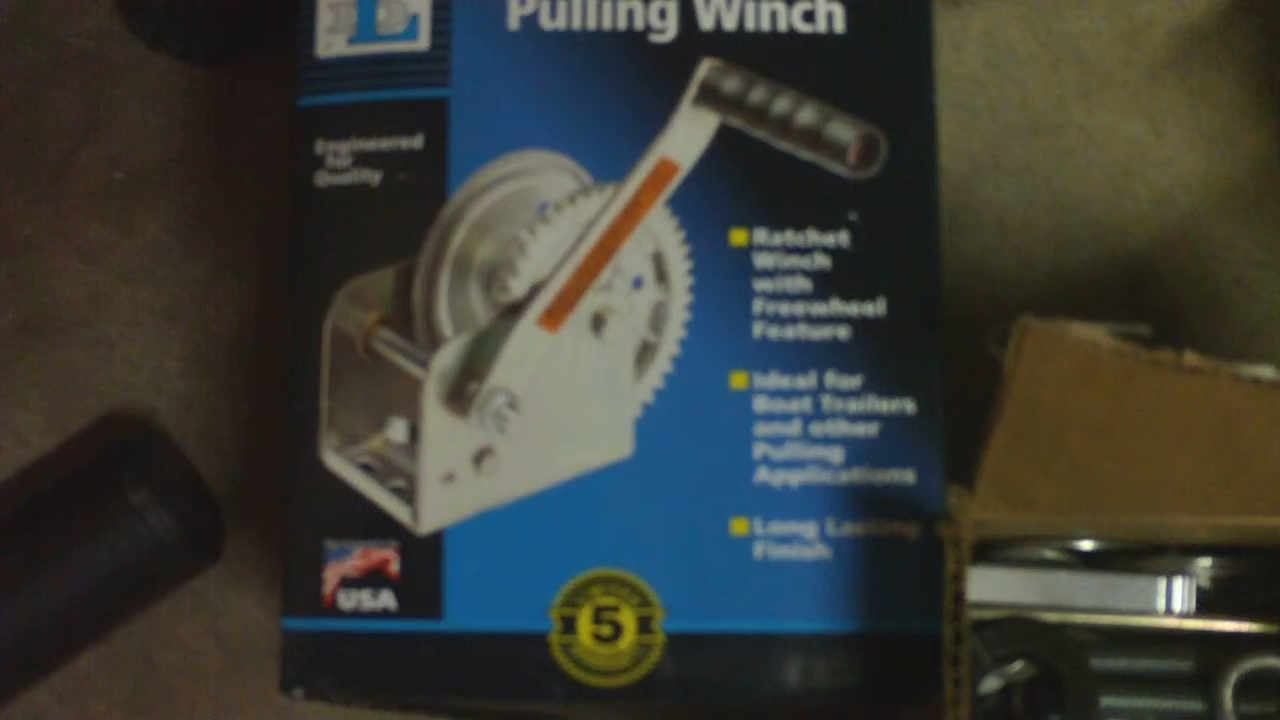 Pulling Winch
Engineered
for
Quality
Ratchet
Winch
with
Freewheel
Feature
Ideal for
Boat Trailers
and other
Pulling
Applications
Long Lasting
Finish
USA
5